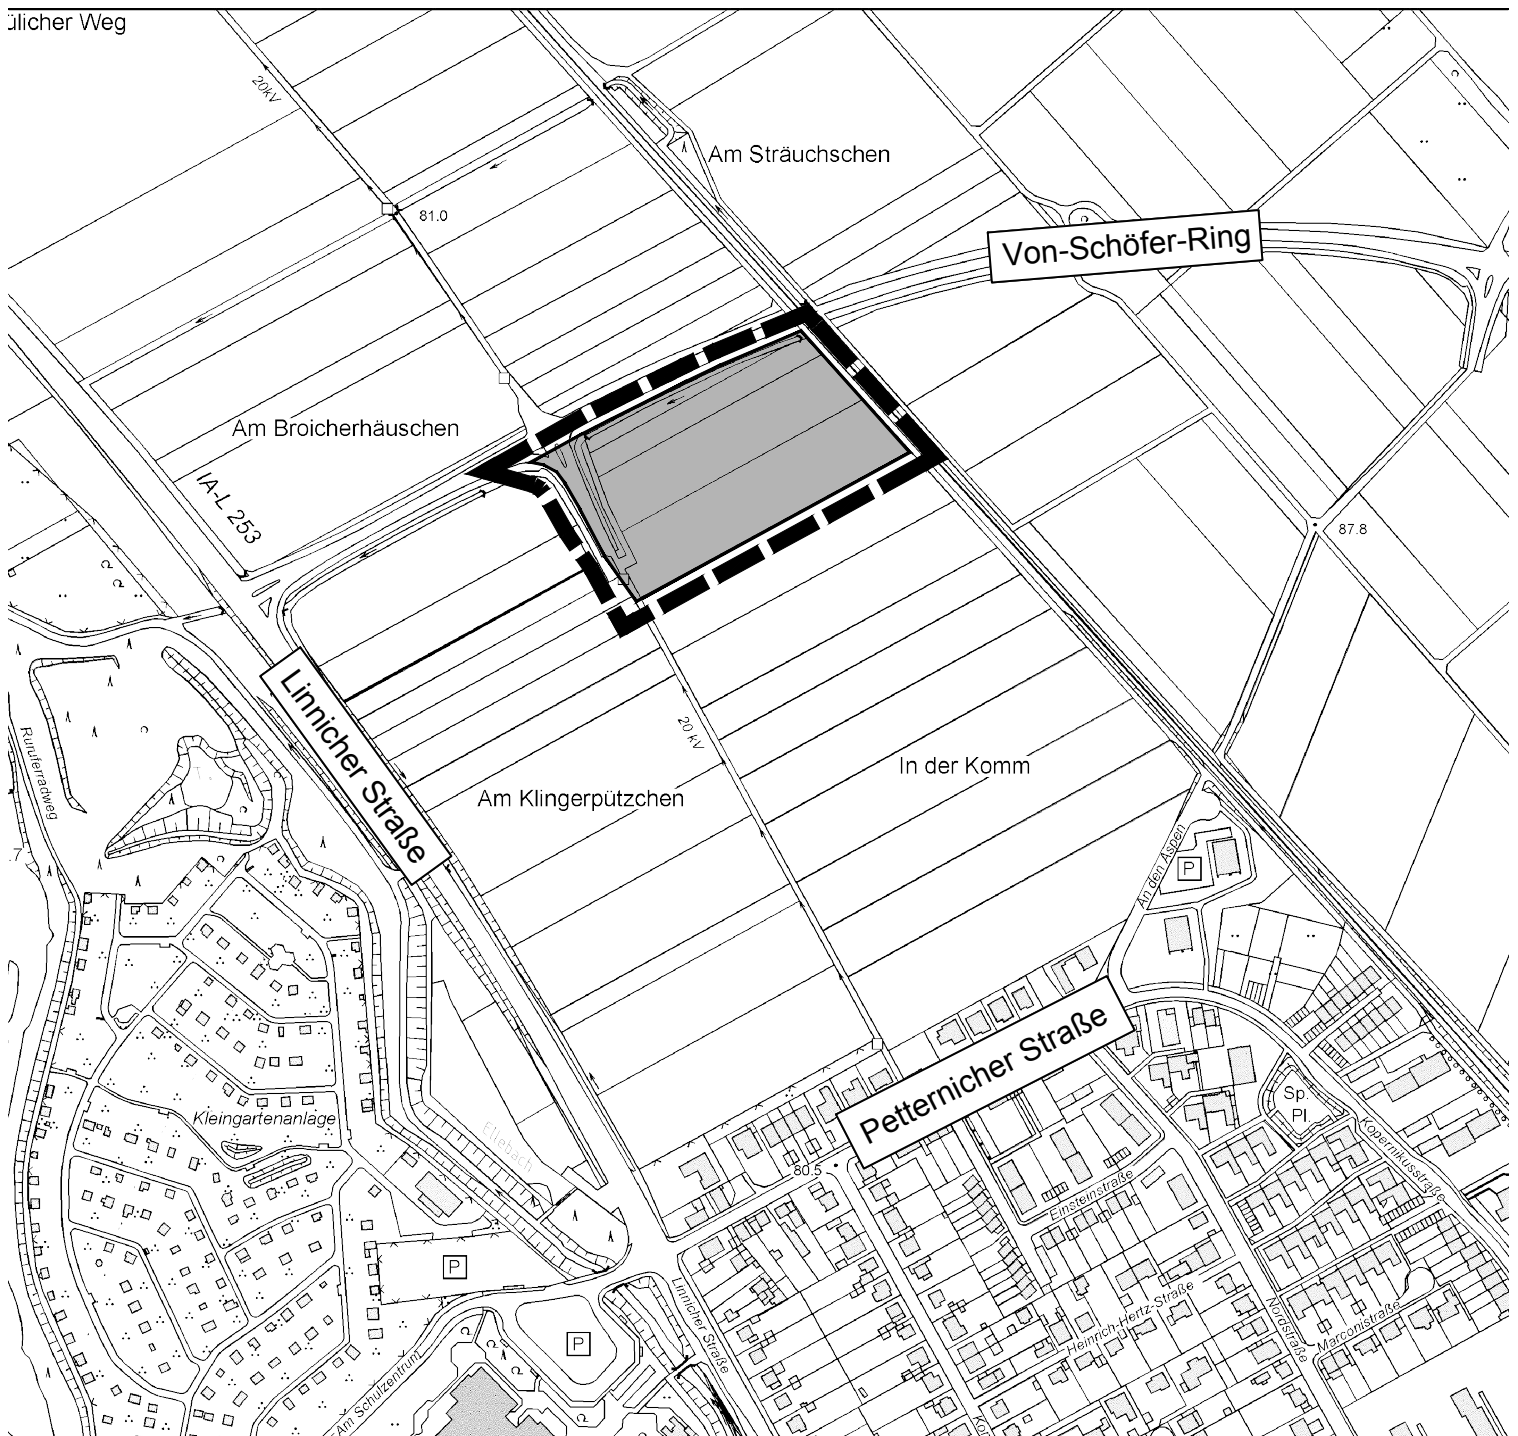 ülicher Weg
20kV
Am Sträuchschen
81.0
Von-Schöfer-Ring
Am Broicherhäuschen
IA-L 253
87.8
Linnicher Straße
20 kV
In der Komm
Am Klingerpützchen
Ruruferradweg
An den Aspen
P
Petternicher Straße
Kleingartenanlage
Ellebach
Sp.
Pl
80.5
Kopernikusstraße
Einsteinstraße
P
Linnicher Straße
Heinrich-Hertz-Straße
Nordstraße
Marconistraße
P
Am Schulzentrum